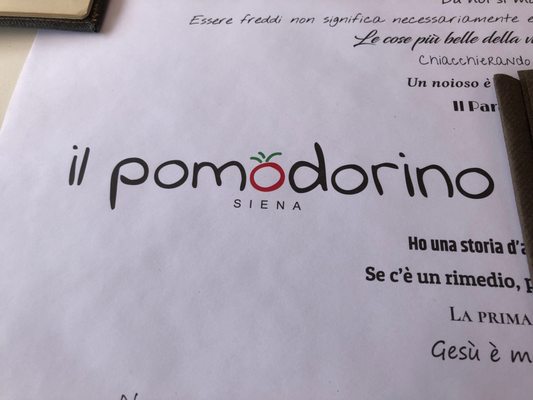 Essere freddi non significa necessariamente
Le cose più belle della
Chiacchierando
Un noioso è
Il
il pomodorino
SIENA
Ho una storia
Se c'è un rimedio,
La prima
Gesù è